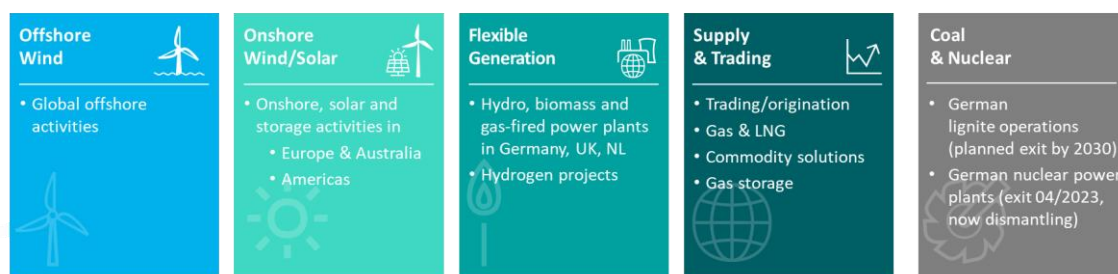 Offshore
Wind
• Global offshore
activities
Onshore
Wind/Solar
• Onshore, solar and
storage activities in
• Europe & Australia
• Americas
Flexible
Generation
• Hydro, biomass and
gas-fired power plants
in Germany, UK, NL
• Hydrogen projects
Supply
& Trading
• Trading/origination
• Gas & LNG
• Commodity solutions
• Gas storage
Coal
& Nuclear
• German
lignite operations
(planned exit by 2030)
• German nuclear power
plants (exit 04/2023,
now dismantling)